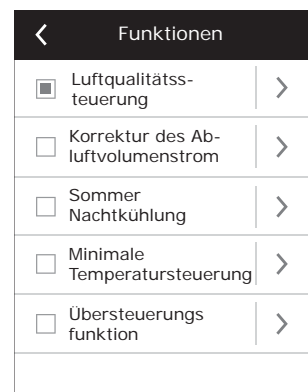 Funktionen
Luftqualitätss-
teuerung
Korrektur des Ab-
luftvolumenstrom
Sommer
Nachtkühlung
Minimale
Temperatursteuerung
Übersteuerungs
funktion